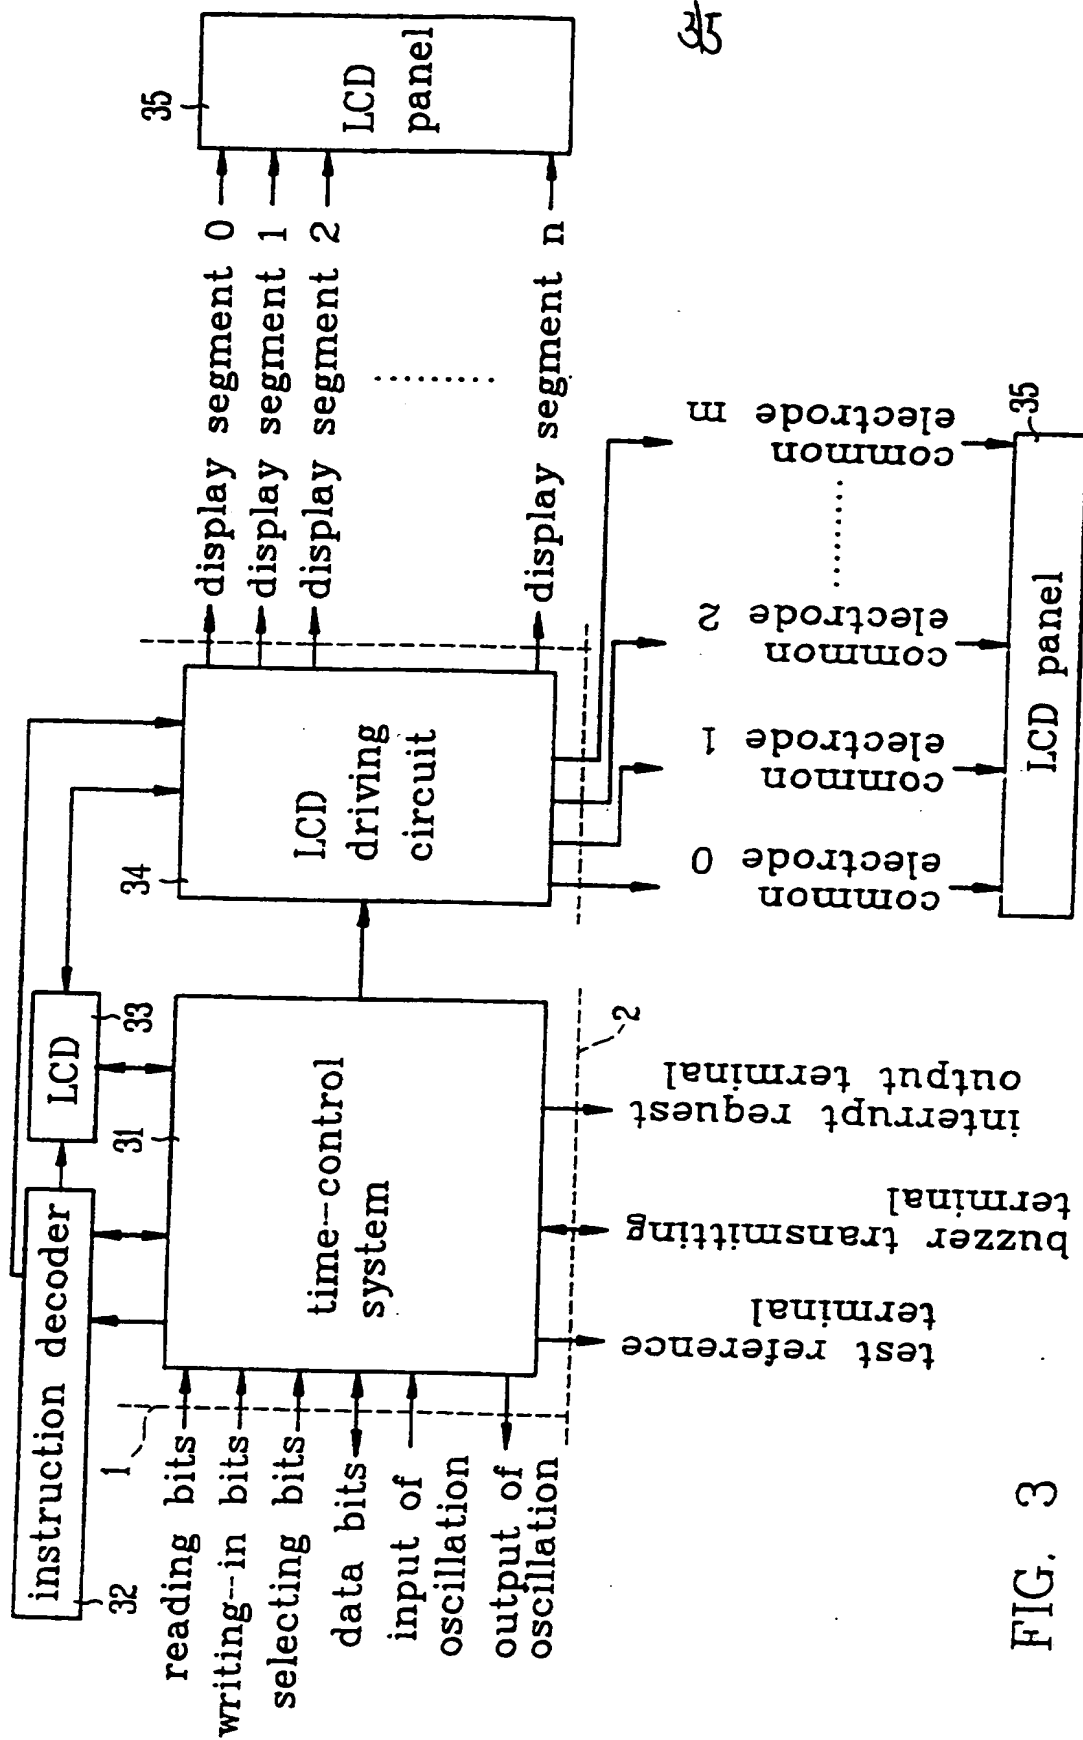 3/5
instruction decoder
32
LCD
33
1
reading bits
writing-in bits
selecting bits
data bits
input of
oscillation
output of
oscillation
31
time-control
system
34
LCD
driving
circuit
display segment 0
display segment 1
display segment 2
.........
display segment n
35
LCD
panel
2
test reference
terminal
buzzer transmitting
terminal
interrupt request
output terminal
common
electrode 0
common
electrode 1
common
electrode 2
........
common
electrode m
LCD panel
35
FIG. 3